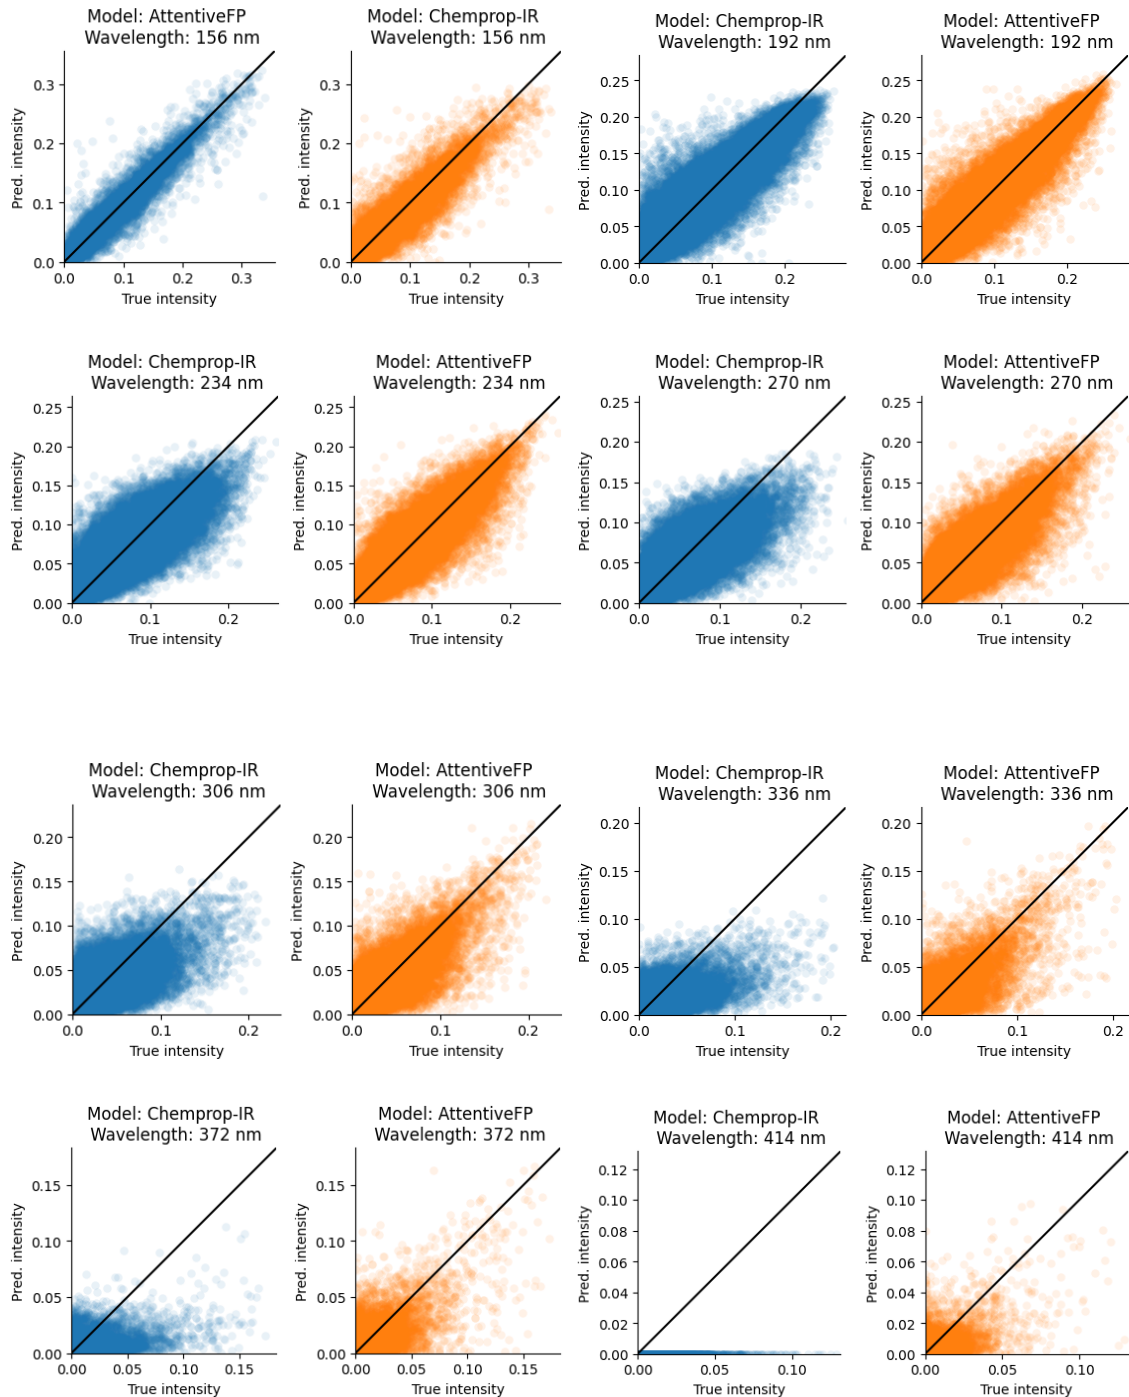 Model: AttentiveFP
Wavelength: 156 nm
Pred. intensity
0.3
0.2
0.1
0.0
0.0 0.1 0.2 0.3
True intensity
Model: Chemprop-IR
Wavelength: 156 nm
Pred. intensity
0.3
0.2
0.1
0.0
0.0 0.1 0.2 0.3
True intensity
Model: Chemprop-IR
Wavelength: 192 nm
Pred. intensity
0.25
0.20
0.15
0.10
0.05
0.00
0.0 0.1 0.2
True intensity
Model: AttentiveFP
Wavelength: 192 nm
Pred. intensity
0.25
0.20
0.15
0.10
0.05
0.00
0.0 0.1 0.2
True intensity
Model: Chemprop-IR
Wavelength: 234 nm
Pred. intensity
0.25
0.20
0.15
0.10
0.05
0.00
0.0 0.1 0.2
True intensity
Model: AttentiveFP
Wavelength: 234 nm
Pred. intensity
0.25
0.20
0.15
0.10
0.05
0.00
0.0 0.1 0.2
True intensity
Model: Chemprop-IR
Wavelength: 270 nm
Pred. intensity
0.25
0.20
0.15
0.10
0.05
0.00
0.0 0.1 0.2
True intensity
Model: AttentiveFP
Wavelength: 270 nm
Pred. intensity
0.25
0.20
0.15
0.10
0.05
0.00
0.0 0.1 0.2
True intensity
Model: Chemprop-IR
Wavelength: 306 nm
Pred. intensity
0.20
0.15
0.10
0.05
0.00
0.0 0.1 0.2
True intensity
Model: AttentiveFP
Wavelength: 306 nm
Pred. intensity
0.20
0.15
0.10
0.05
0.00
0.0 0.1 0.2
True intensity
Model: Chemprop-IR
Wavelength: 336 nm
Pred. intensity
0.20
0.15
0.10
0.05
0.00
0.0 0.1 0.2
True intensity
Model: AttentiveFP
Wavelength: 336 nm
Pred. intensity
0.20
0.15
0.10
0.05
0.00
0.0 0.1 0.2
True intensity
Model: Chemprop-IR
Wavelength: 372 nm
Pred. intensity
0.15
0.10
0.05
0.00
0.00 0.05 0.10 0.15
True intensity
Model: AttentiveFP
Wavelength: 372 nm
Pred. intensity
0.15
0.10
0.05
0.00
0.00 0.05 0.10 0.15
True intensity
Model: Chemprop-IR
Wavelength: 414 nm
Pred. intensity
0.12
0.10
0.08
0.06
0.04
0.02
0.00
0.00 0.05 0.10
True intensity
Model: AttentiveFP
Wavelength: 414 nm
Pred. intensity
0.12
0.10
0.08
0.06
0.04
0.02
0.00
0.00 0.05 0.10
True intensity